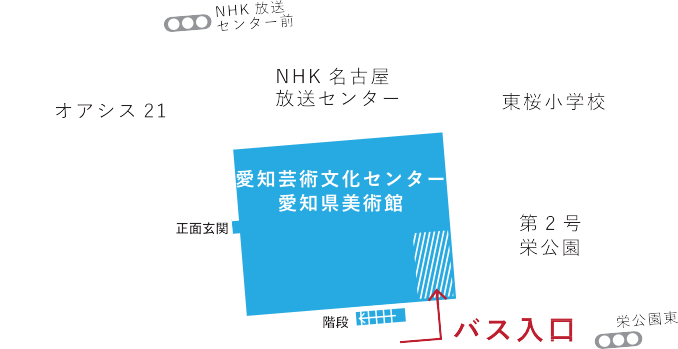 NHK 放送
センター前
NHK 名古屋
放送センター
オアシス 21
東桜小学校
愛知芸術文化センター
愛知県美術館
正面玄関
第 2 号
栄公園
階段
バス入口
栄公園東